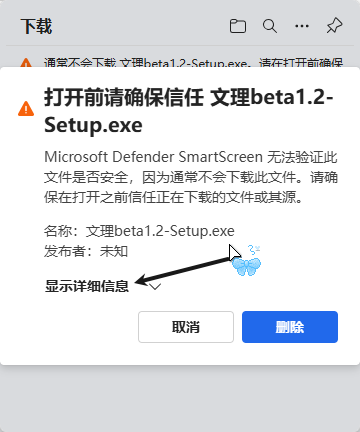 下载
通常不会下载 文理beta1.2-Setup.exe。请在打开前确保
打开前请确保信任 文理beta1.2-
Setup.exe
Microsoft Defender SmartScreen 无法验证此
文件是否安全，因为通常不会下载此文件。请确
保在打开之前信任正在下载的文件或其源。
名称：文理beta1.2-Setup.exe
发布者：未知
显示详细信息
取消
删除